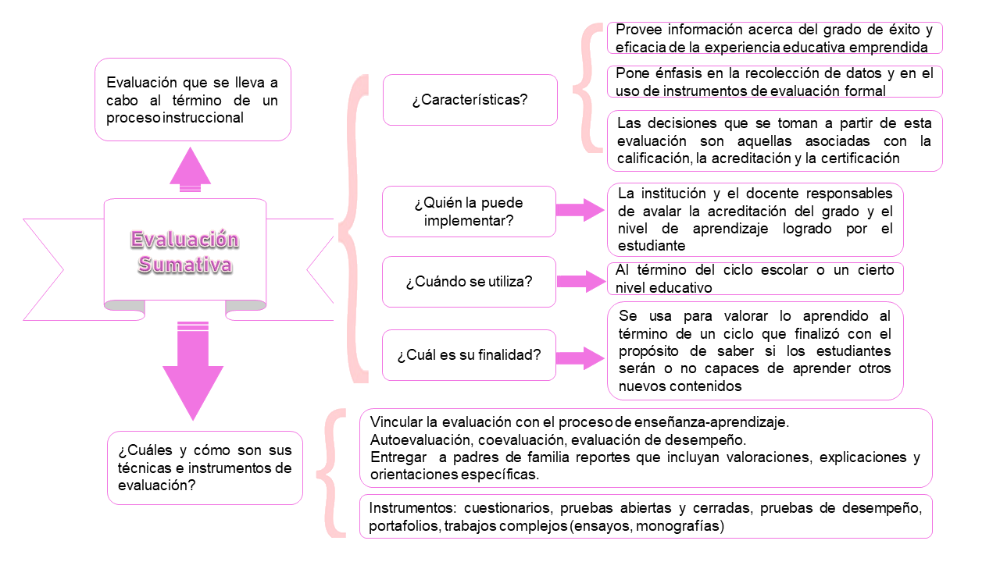 Evaluación que se lleva a
cabo al término de un
proceso instruccional
Evaluación
Sumativa
¿Características?
Provee información acerca del grado de éxito y
eficacia de la experiencia educativa emprendida
Pone énfasis en la recolección de datos y en el
uso de instrumentos de evaluación formal
Las decisiones que se toman a partir de esta
evaluación son aquellas asociadas con la
calificación, la acreditación y la certificación
¿Quién la puede
implementar?
La institución y el docente responsables
de avalar la acreditación del grado y el
nivel de aprendizaje logrado por el
estudiante
¿Cuándo se utiliza?
Al término del ciclo escolar o un cierto
nivel educativo
¿Cuál es su finalidad?
Se usa para valorar lo aprendido al
término de un ciclo que finalizó con el
propósito de saber si los estudiantes
serán o no capaces de aprender otros
nuevos contenidos
¿Cuáles y cómo son sus
técnicas e instrumentos de
evaluación?
Vincular la evaluación con el proceso de enseñanza-aprendizaje.
Autoevaluación, coevaluación, evaluación de desempeño.
Entregar a padres de familia reportes que incluyan valoraciones, explicaciones y
orientaciones específicas.
Instrumentos: cuestionarios, pruebas abiertas y cerradas, pruebas de desempeño,
portafolios, trabajos complejos (ensayos, monografías)